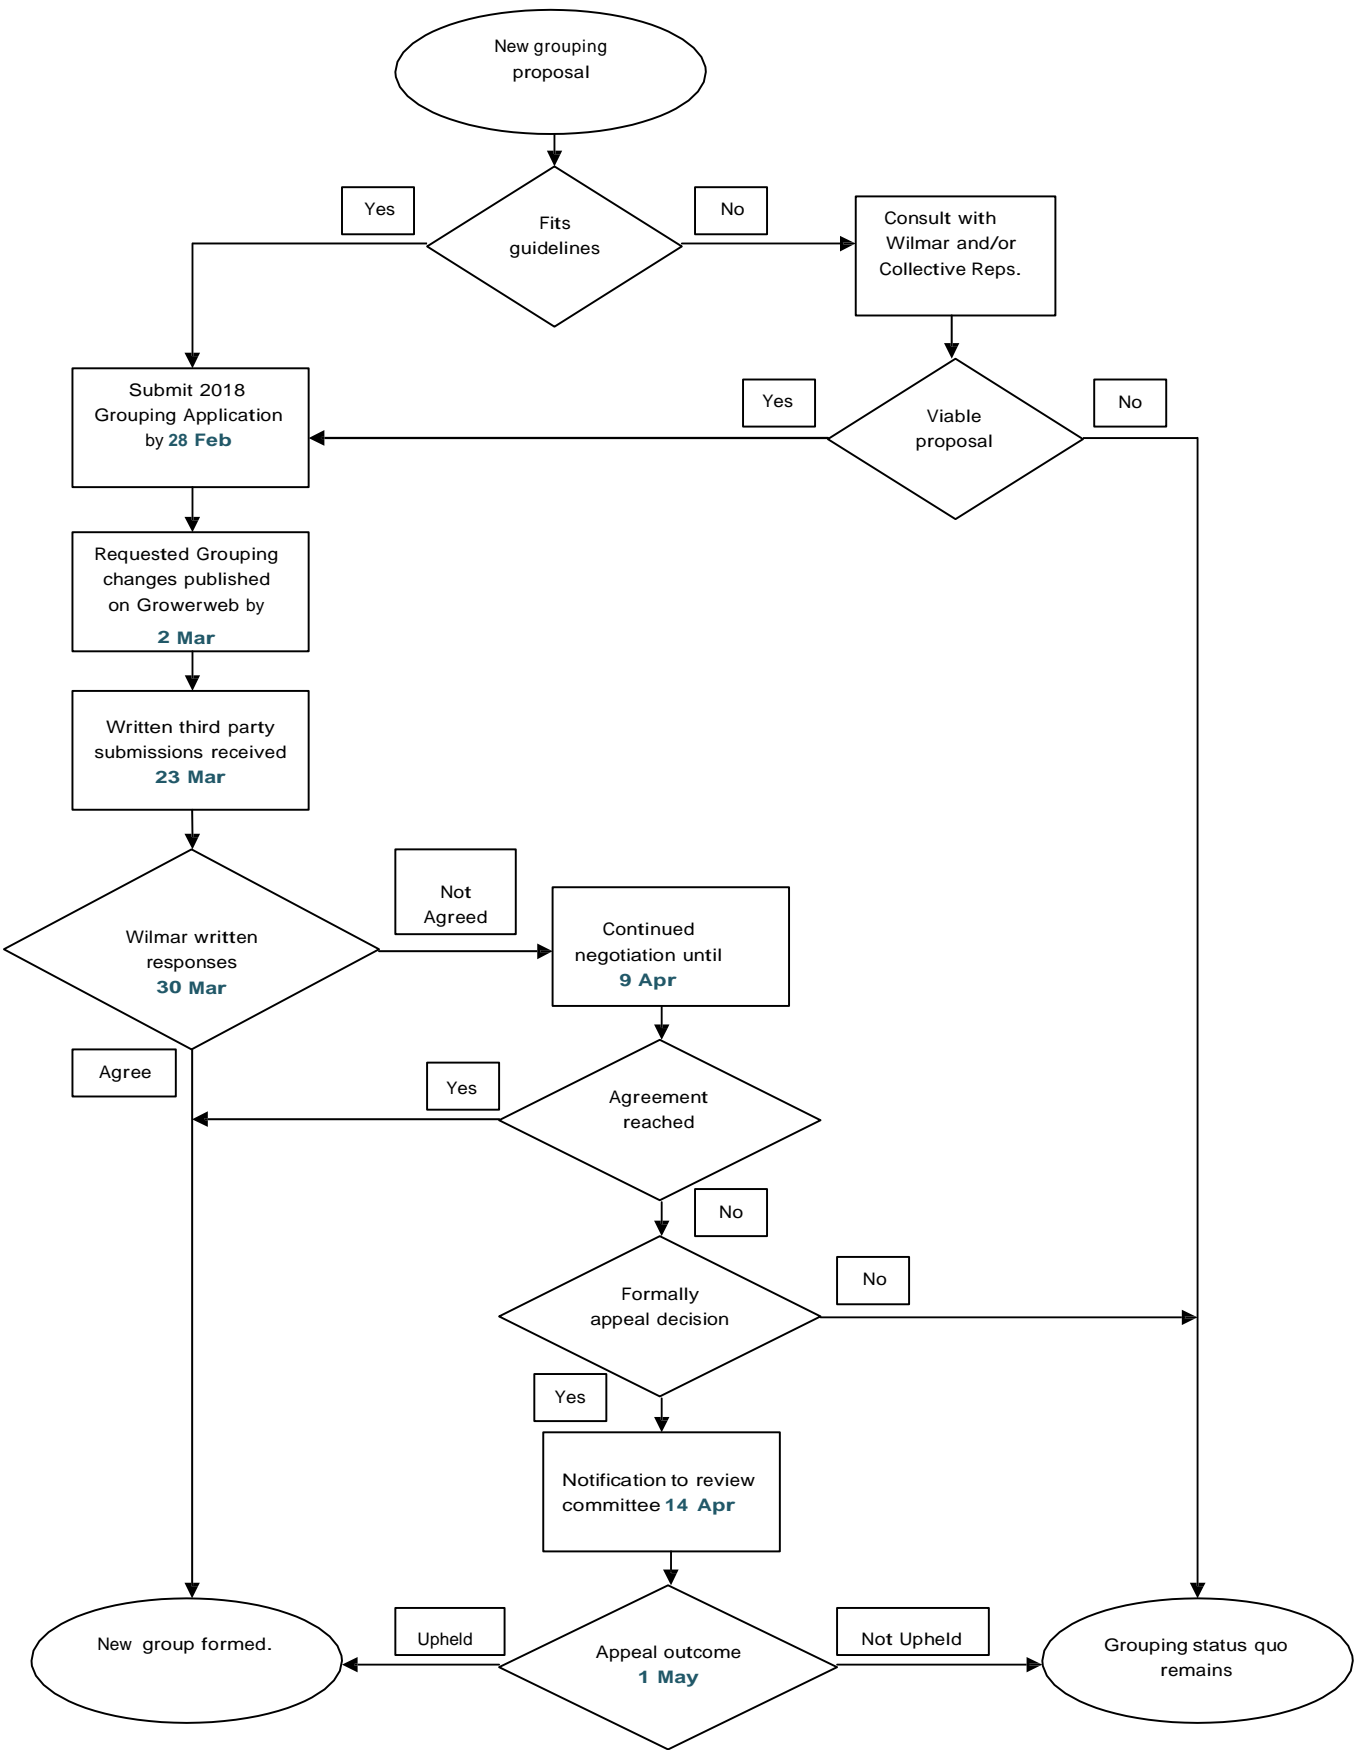 New grouping
proposal
Yes
Fits
guidelines
No
Consult with
Wilmar and/or
Collective Reps.
Submit 2018
Grouping Application
by 28 Feb
Yes
Viable
proposal
No
Requested Grouping
changes published
on Growerweb by
2 Mar
Written third party
submissions received
23 Mar
Wilmar written
responses
30 Mar
Not
Agreed
Continued
negotiation until
9 Apr
Agree
Yes
Agreement
reached
No
Formally
appeal decision
No
Yes
Notification to review
committee 14 Apr
New group formed.
Upheld
Appeal outcome
1 May
Not Upheld
Grouping status quo
remains